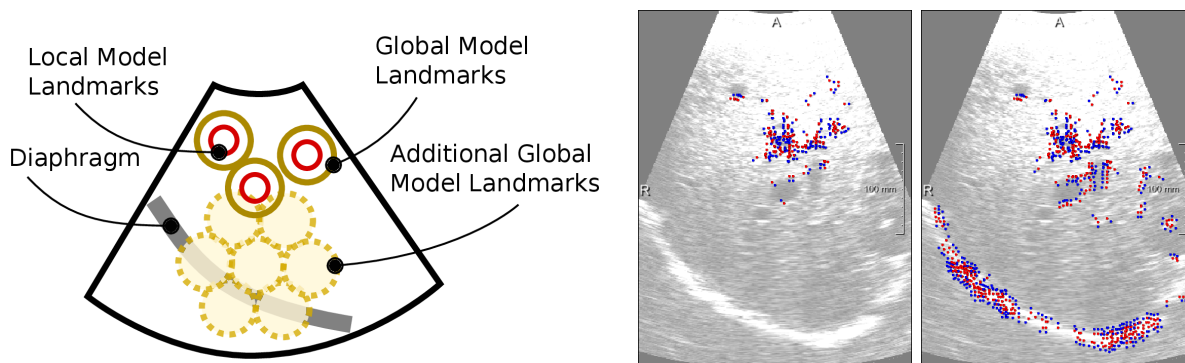 Local Model
Landmarks
Global Model
Landmarks
Diaphragm
Additional Global
Model Landmarks
A
R
100 mm
A
R
100 mm